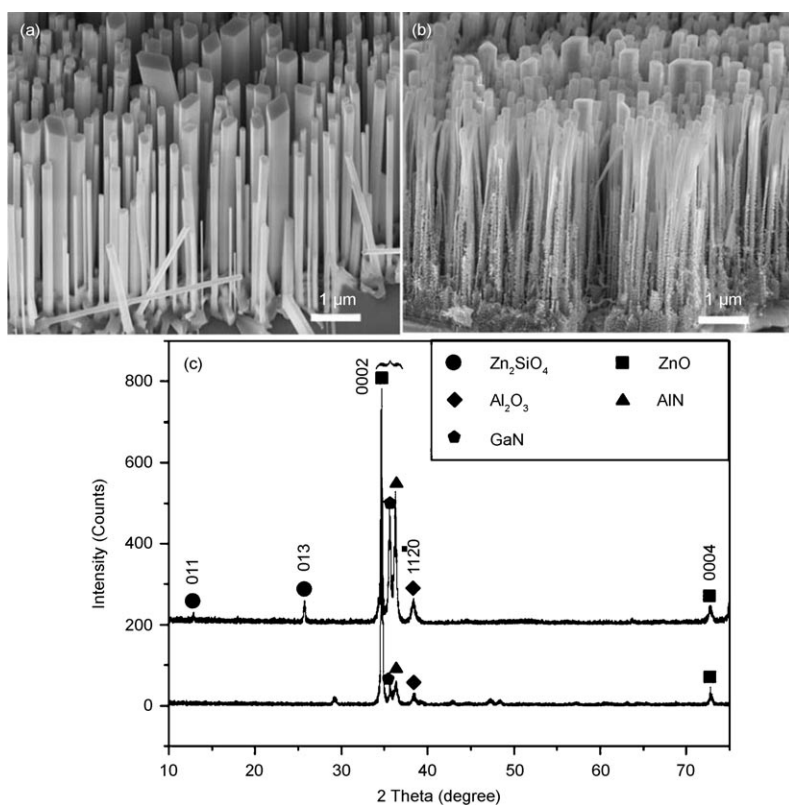 (a)
1 μm
(b)
1 μm
(c)
Zn₂SiO₄
ZnO
Al₂O₃
AlN
GaN
0002
011
013
1120
0004
Intensity (Counts)
800
600
400
200
0
10 20 30 40 50 60 70
2 Theta (degree)